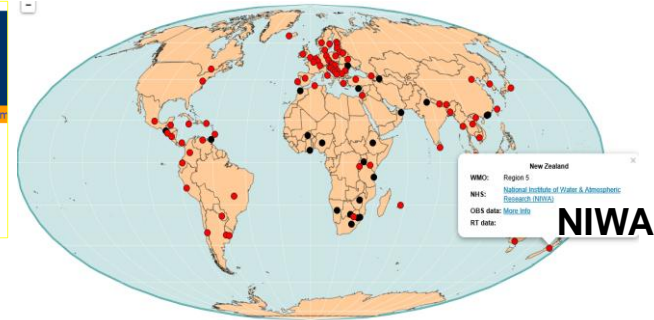 New Zealand
WMO: Region 5
NHS: National Institute of Water & Atmospheric
Research (NIWA)
OBS data: More Info
RT data:
NIWA